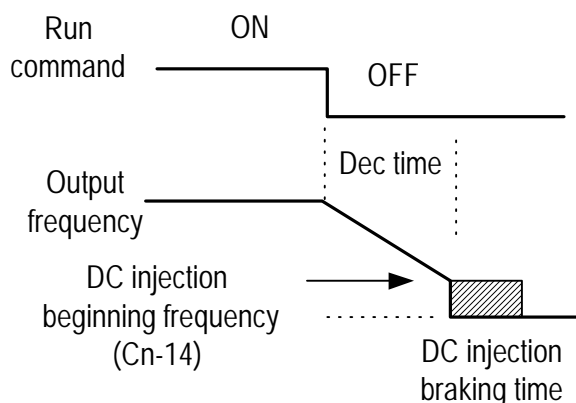 Run
command
ON
OFF
Dec time
Output
frequency
DC injection
beginning frequency
(Cn-14)
DC injection
braking time